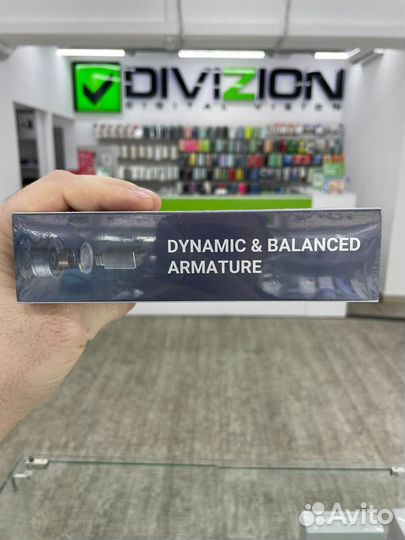 DIVIZION
DIGITAL VISION
DYNAMIC & BALANCED
ARMATURE
Avito